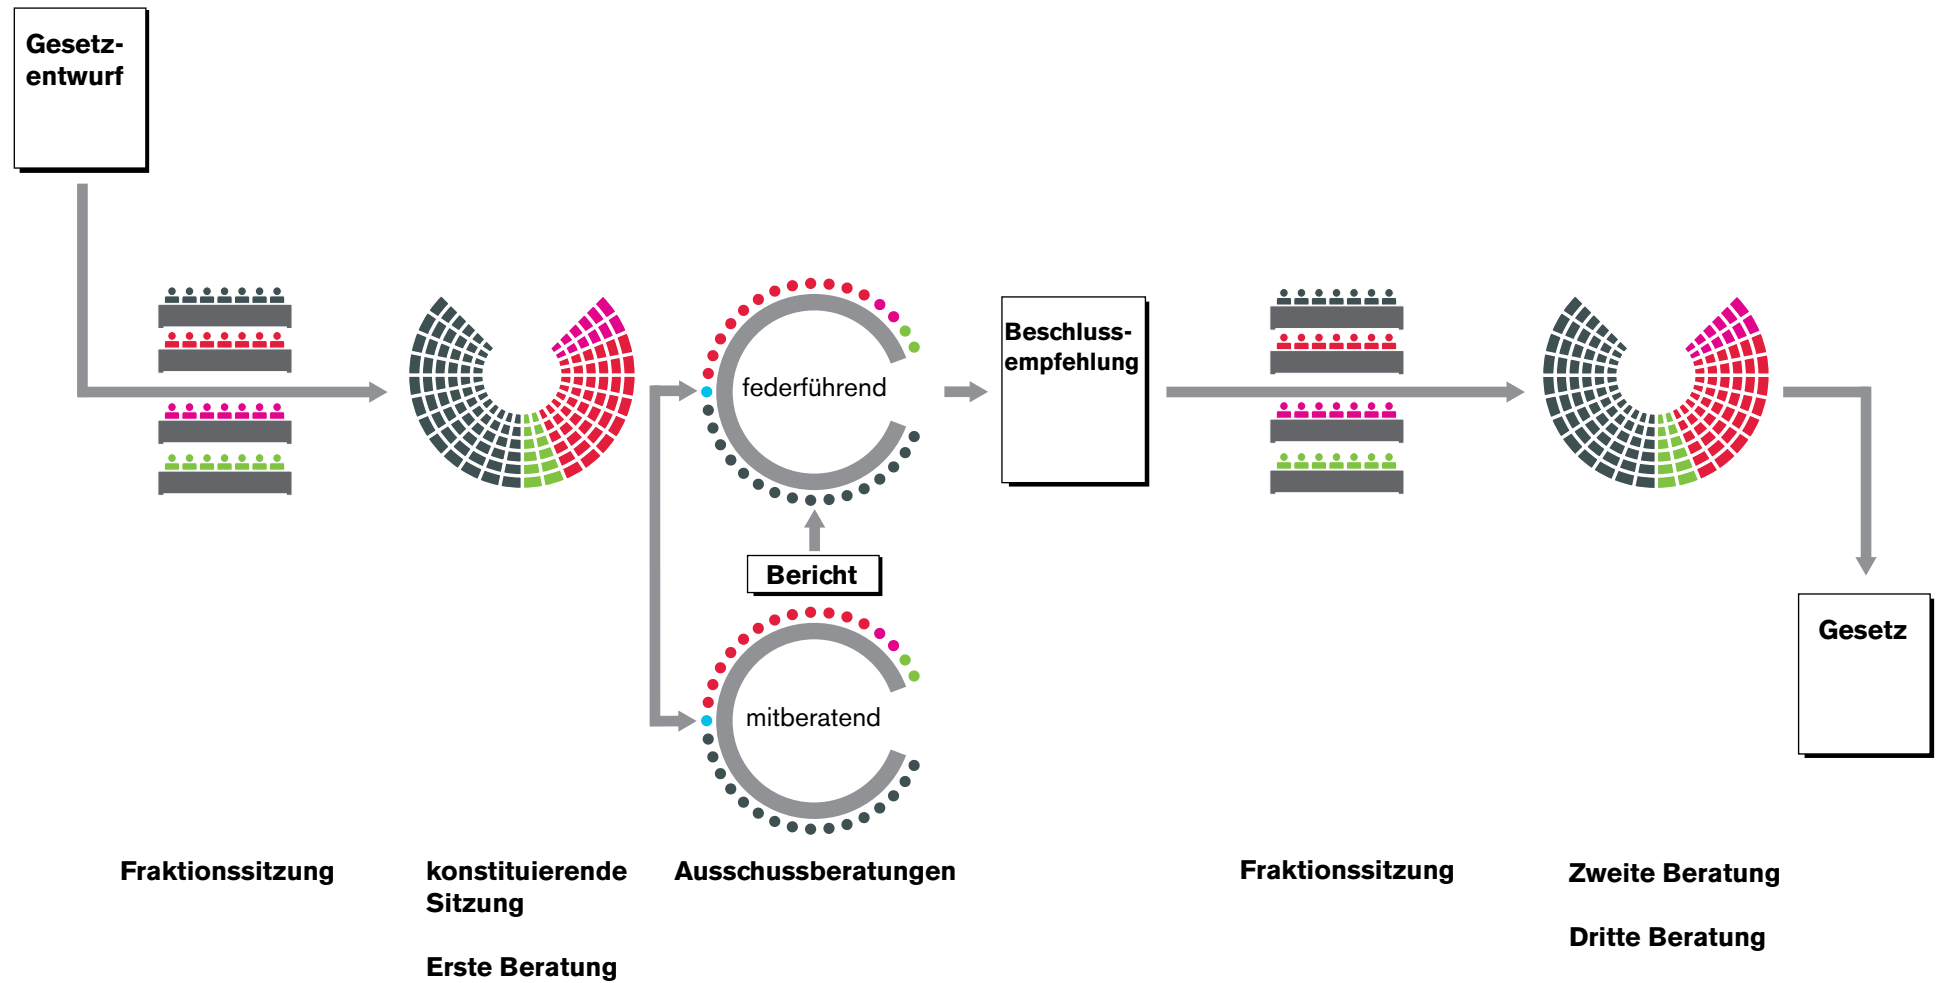 Gesetz-
entwurf
federführend
Beschluss-
empfehlung
Bericht
mitberatend
Gesetz
Fraktionssitzung
konstituierende
Sitzung
Erste Beratung
Ausschussberatungen
Fraktionssitzung
Zweite Beratung
Dritte Beratung